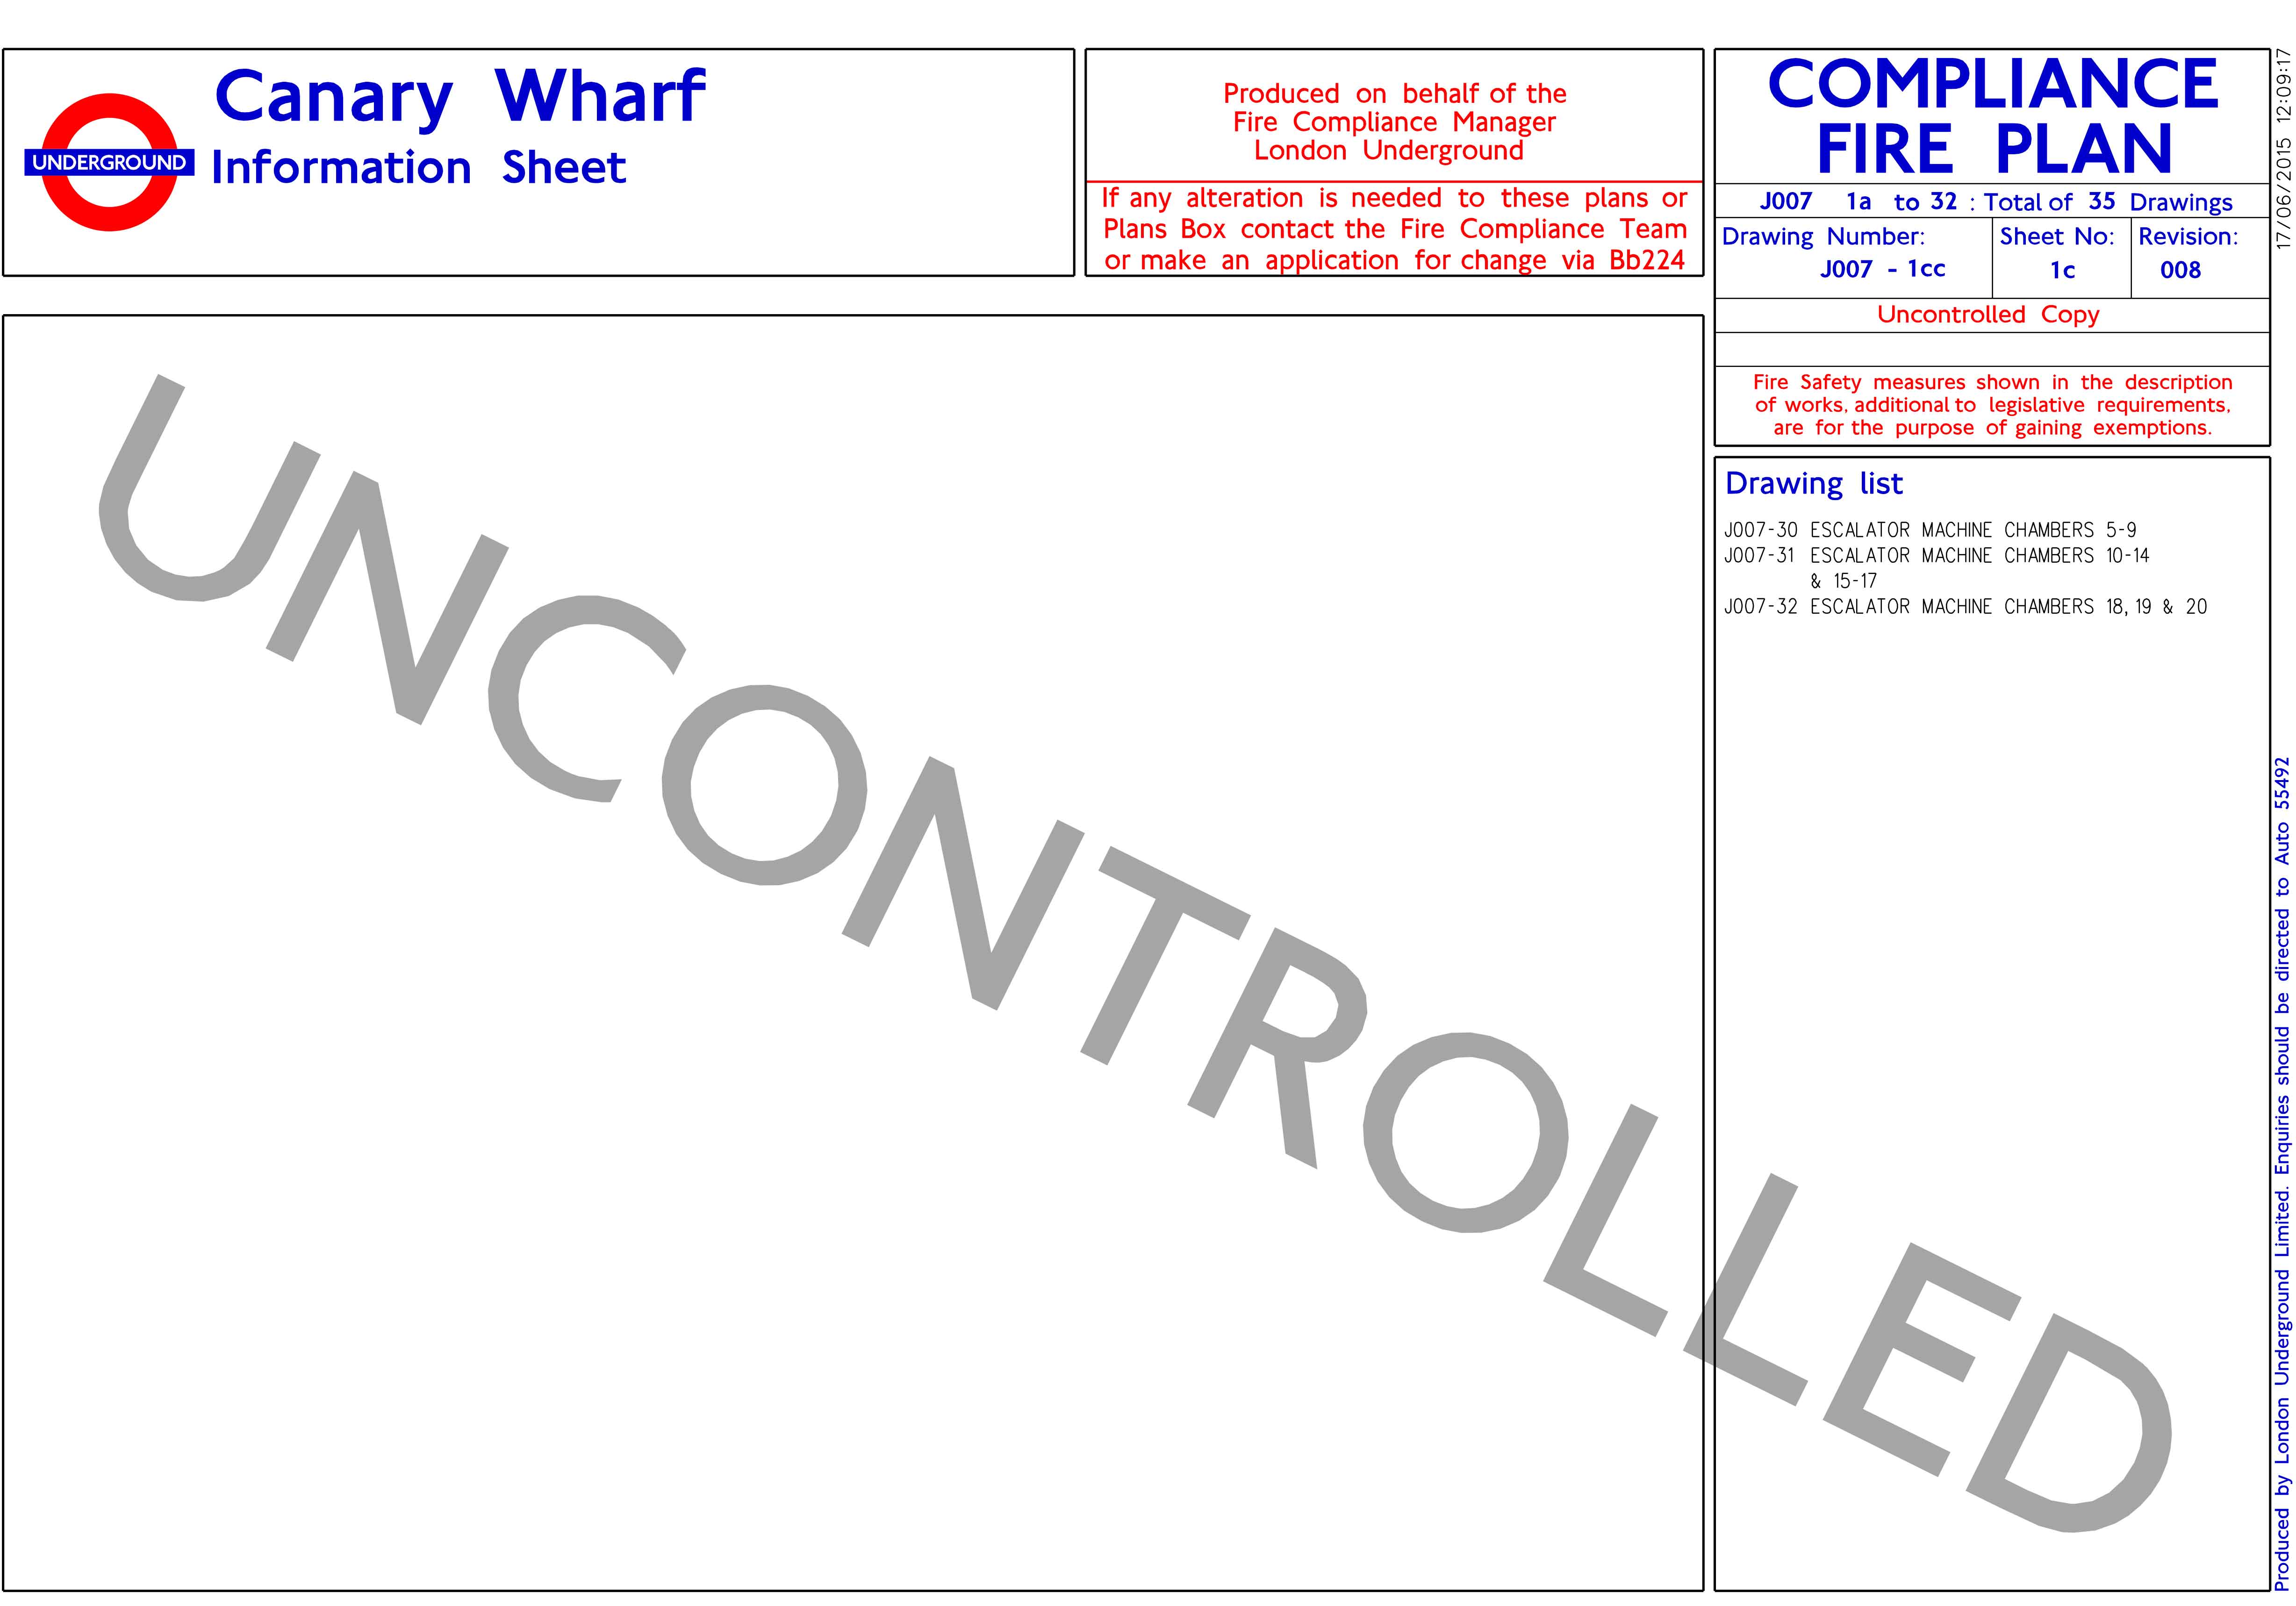 UNDERGROUND
Canary Wharf
Information Sheet
Produced on behalf of the
Fire Compliance Manager
London Underground
If any alteration is needed to these plans or
Plans Box contact the Fire Compliance Team
or make an application for change via Bb224
COMPLIANCE
FIRE PLAN
J007 1a to 32 : Total of 35 Drawings
Drawing Number: Sheet No: Revision:
J007 - 1cc 1c 008
Uncontrolled Copy
Fire Safety measures shown in the description
of works, additional to legislative requirements,
are for the purpose of gaining exemptions.
Drawing list
J007-30 ESCALATOR MACHINE CHAMBERS 5-9
J007-31 ESCALATOR MACHINE CHAMBERS 10-14
& 15-17
J007-32 ESCALATOR MACHINE CHAMBERS 18, 19 & 20
UNCONTROLLED
17/06/2015 12:09:17
Produced by London Underground Limited. Enquiries should be directed to Auto 55492